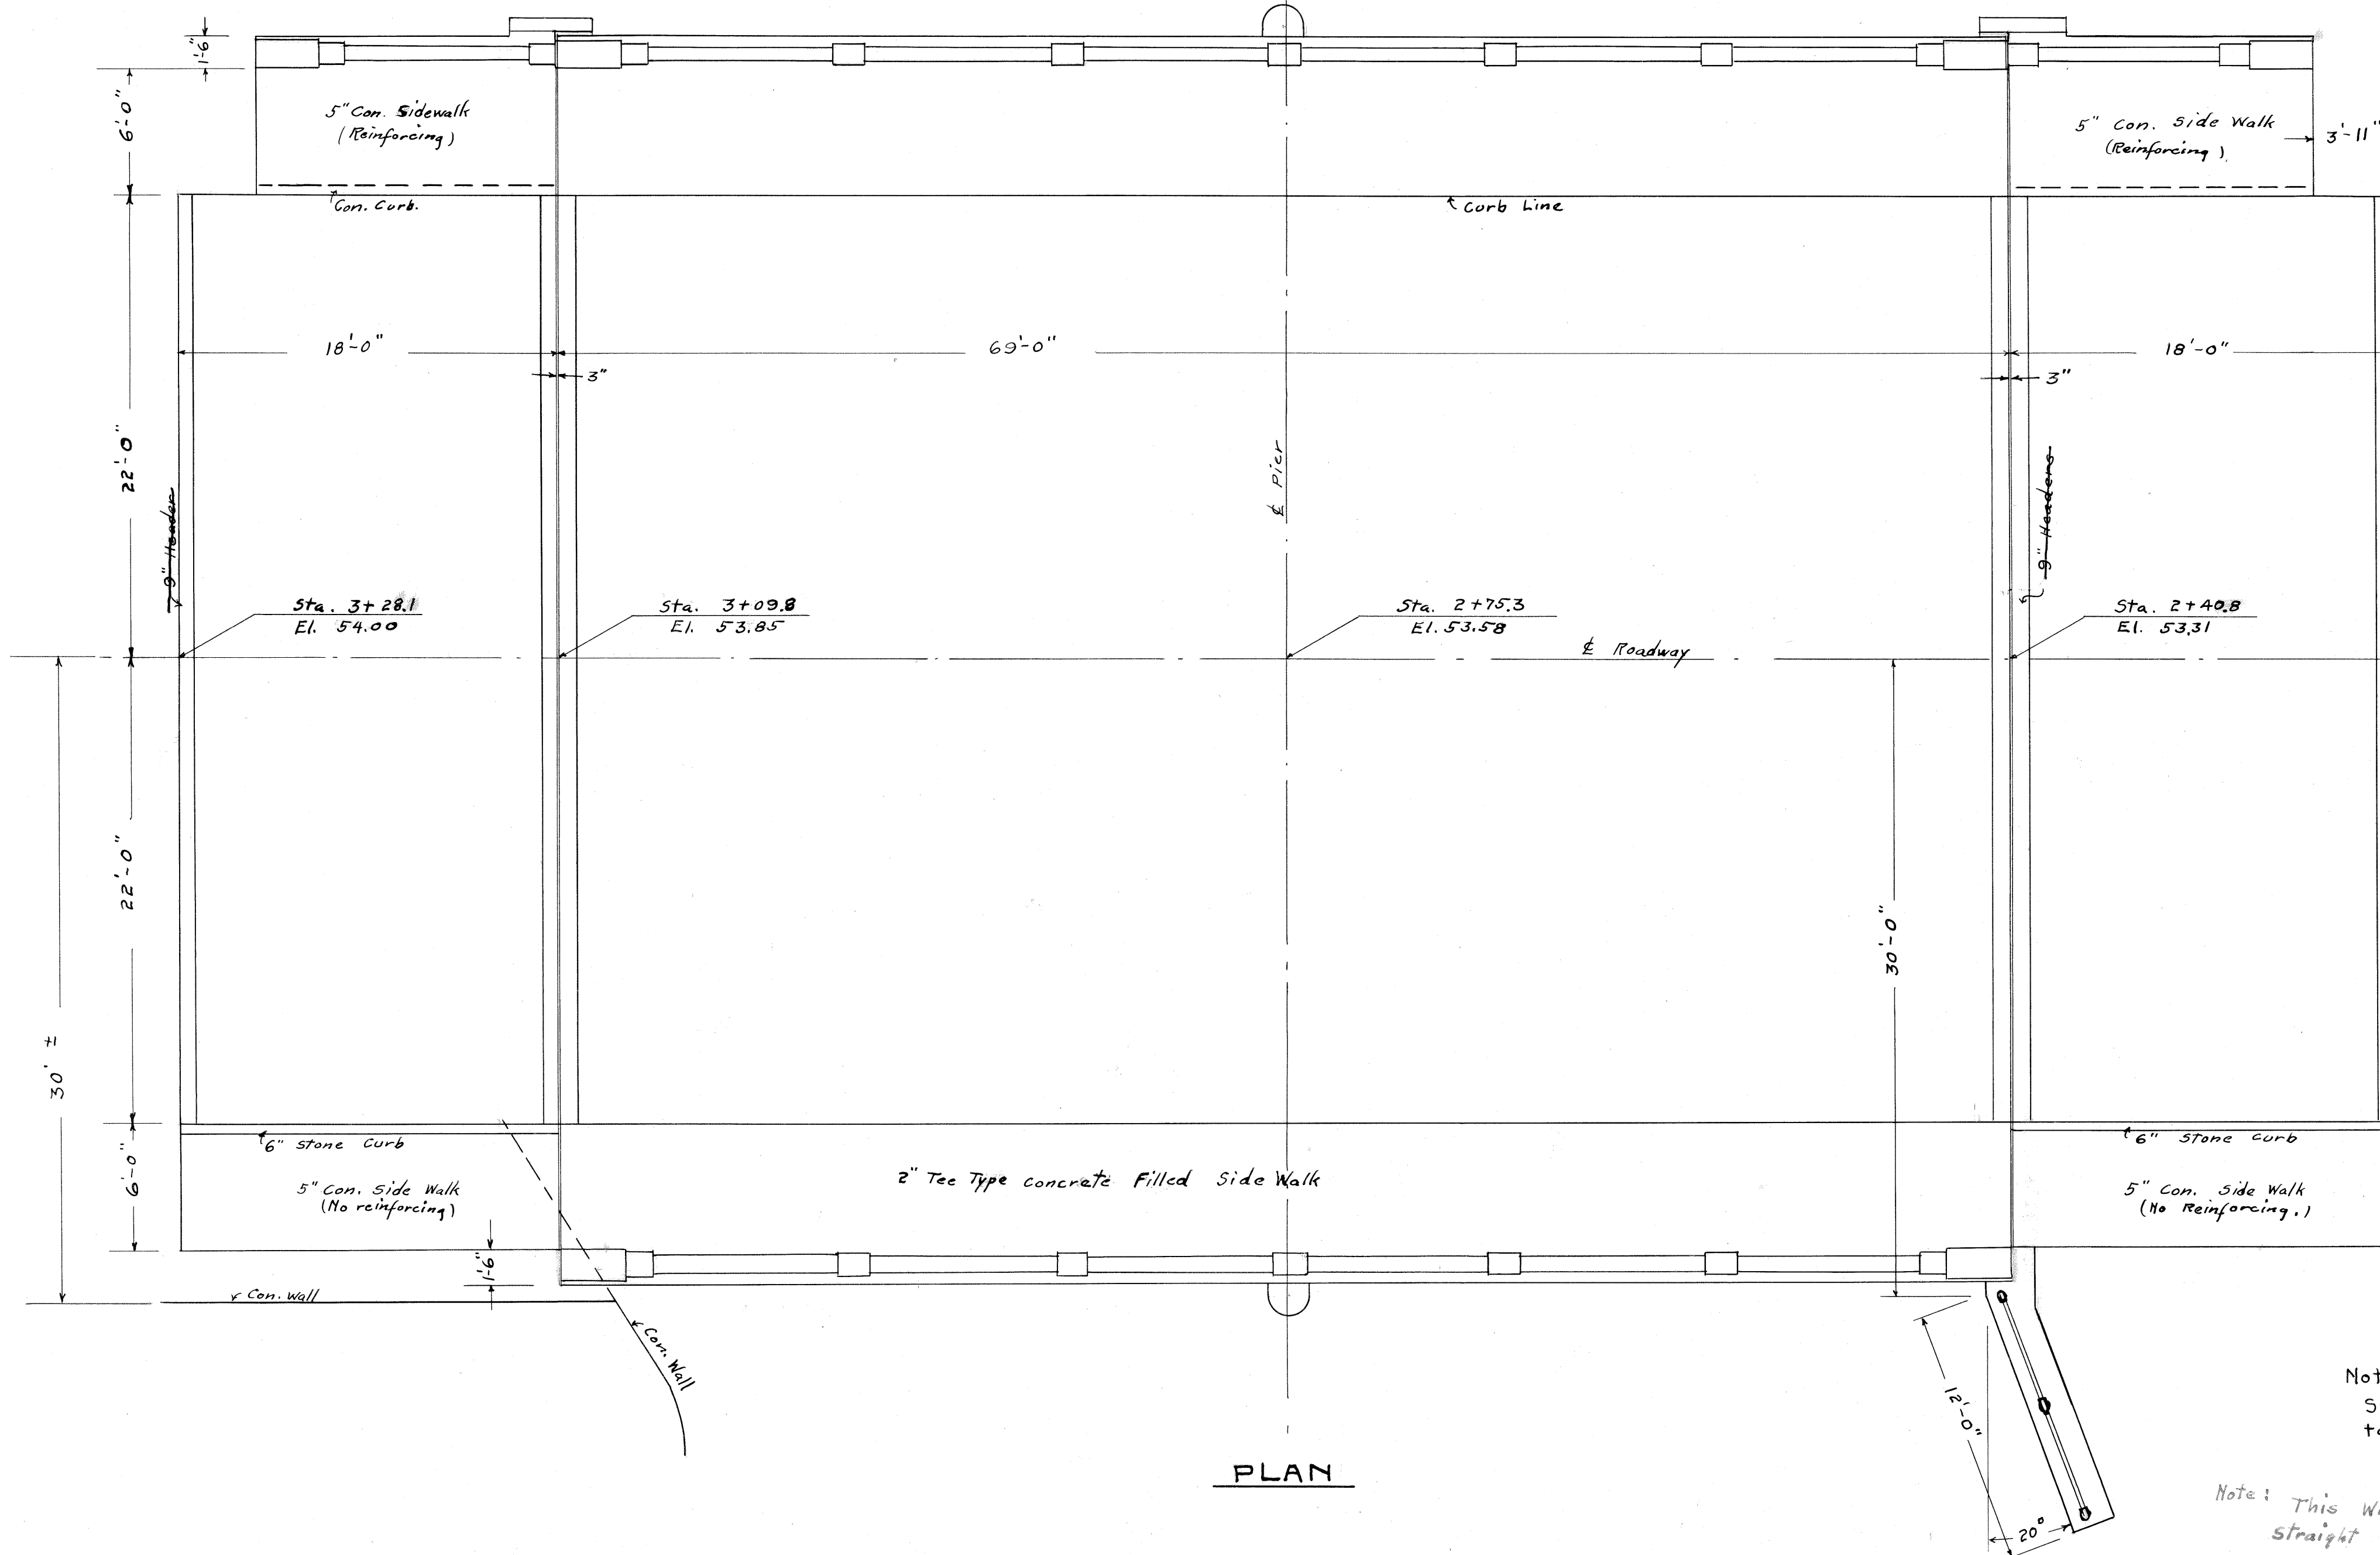 1'-6"
6'-0"
5" Con. Sidewalk
(Reinforcing)
5" Con. Side Walk
(Reinforcing)
3'-11"
Con. Curb.
Curb Line
18'-0"
69'-0"
18'-0"
3"
3"
22'-0"
℄ Pier
9" Header
9" Headers
Sta. 3+28.1
El. 54.00
Sta. 3+09.8
El. 53.85
Sta. 2+75.3
El. 53.58
Sta. 2+40.8
El. 53.31
℄ Roadway
22'-0"
30'-0"
30' ±
6'-0"
6" Stone Curb
6" Stone Curb
5" Con. Side Walk
(No reinforcing)
2" Tee Type Concrete Filled Side Walk
5" Con. Side Walk
(No Reinforcing.)
1'-6"
Con. Wall
Con. Wall
12'-0"
20°
PLAN
Not
S
Note: This W
Straight